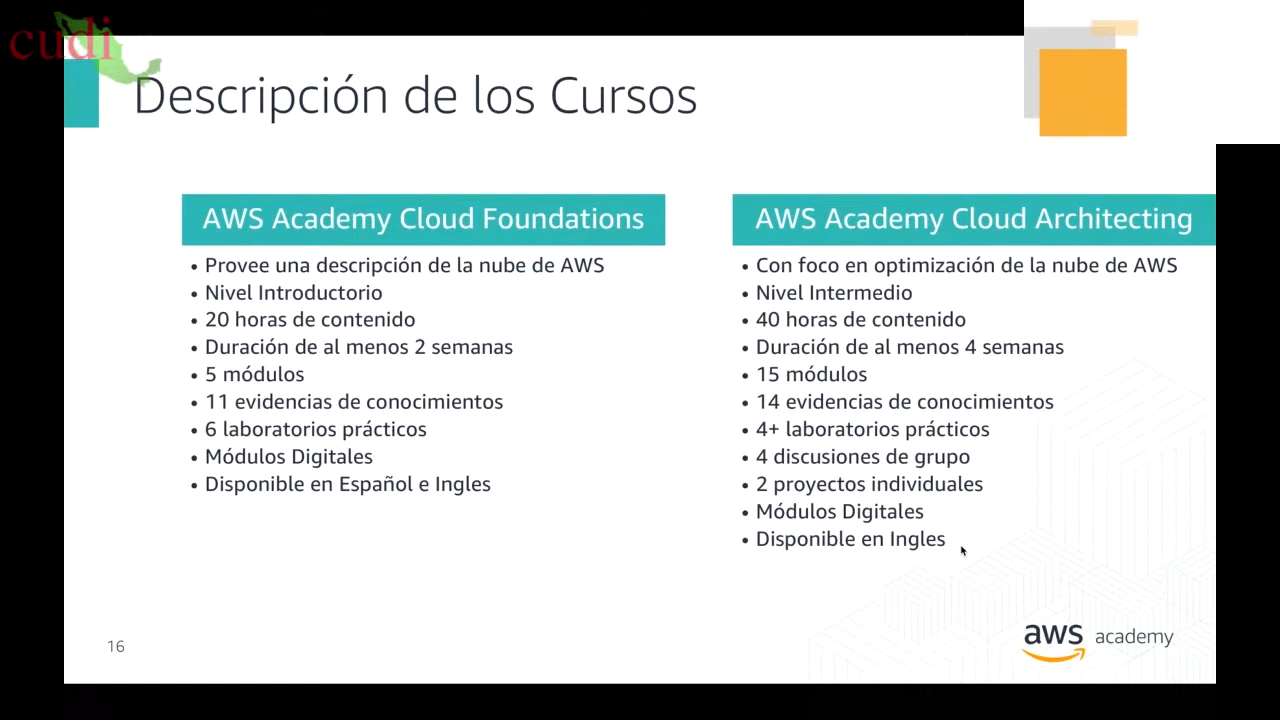 cudi
Descripción de los Cursos
AWS Academy Cloud Foundations
• Provee una descripción de la nube de AWS
• Nivel Introductorio
• 20 horas de contenido
• Duración de al menos 2 semanas
• 5 módulos
• 11 evidencias de conocimientos
• 6 laboratorios prácticos
• Módulos Digitales
• Disponible en Español e Ingles
AWS Academy Cloud Architecting
• Con foco en optimización de la nube de AWS
• Nivel Intermedio
• 40 horas de contenido
• Duración de al menos 4 semanas
• 15 módulos
• 14 evidencias de conocimientos
• 4+ laboratorios prácticos
• 4 discusiones de grupo
• 2 proyectos individuales
• Módulos Digitales
• Disponible en Ingles
16
aws academy